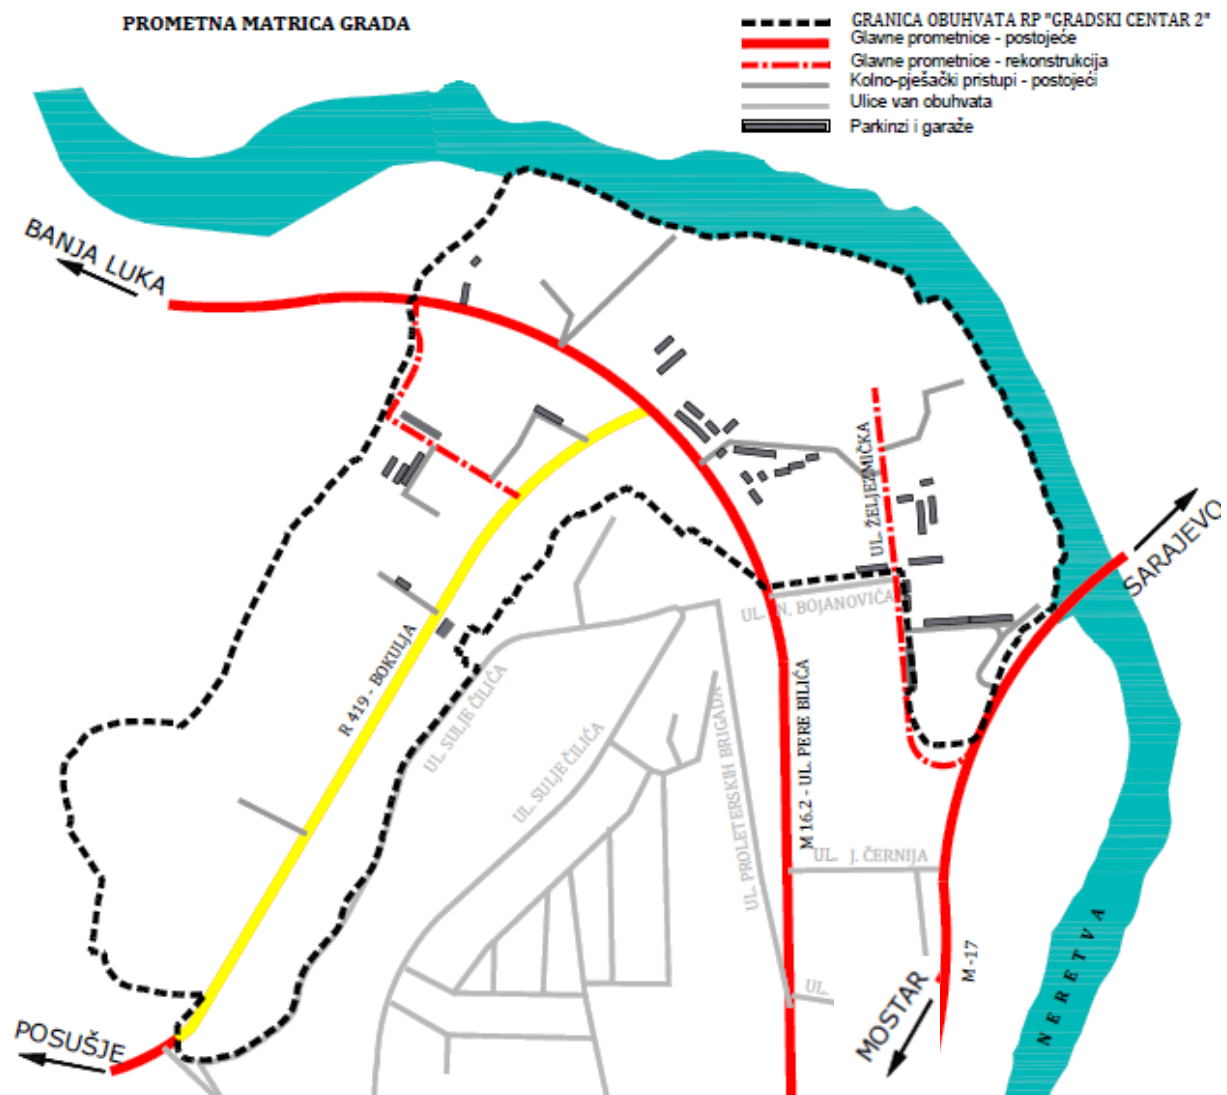 PROMETNA MATRICA GRADA
GRANICA OBUHVATA RP "GRADSKI CENTAR 2"
Glavne prometnice - postojeće
Glavne prometnice - rekonstrukcija
Kolno-pješački pristupi - postojeći
Ulice van obuhvata
Parkinzi i garaže
BANJA LUKA
UL. ŽELJEZMIČKA
SARAJEVO
UL. N. BOJANOVIĆA
R 419 - BOKULJA
UL. SULJE ČILIĆA
UL. SULJE ČILIĆA
UL. PROLETERSKIH BRIGADA
M 16.2 - UL. PERE BILIĆA
UL. J. ČERNIJA
M -17
UL.
MOSTAR
NERETVA
POSUŠJE